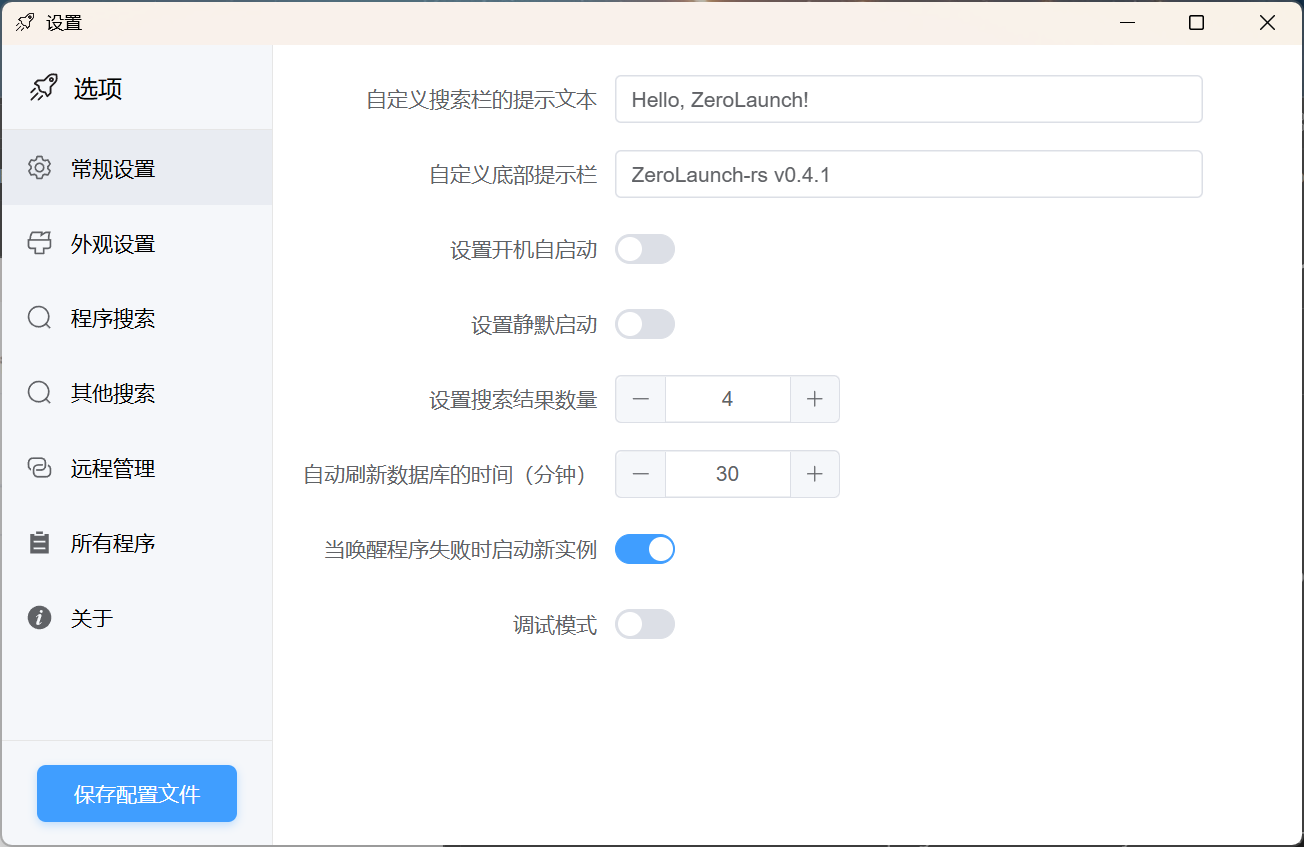 设置
选项
常规设置
外观设置
程序搜索
其他搜索
远程管理
所有程序
关于
保存配置文件
自定义搜索栏的提示文本 Hello, ZeroLaunch!
自定义底部提示栏 ZeroLaunch-rs v0.4.1
设置开机自启动
设置静默启动
设置搜索结果数量 4
自动刷新数据库的时间（分钟） 30
当唤醒程序失败时启动新实例
调试模式